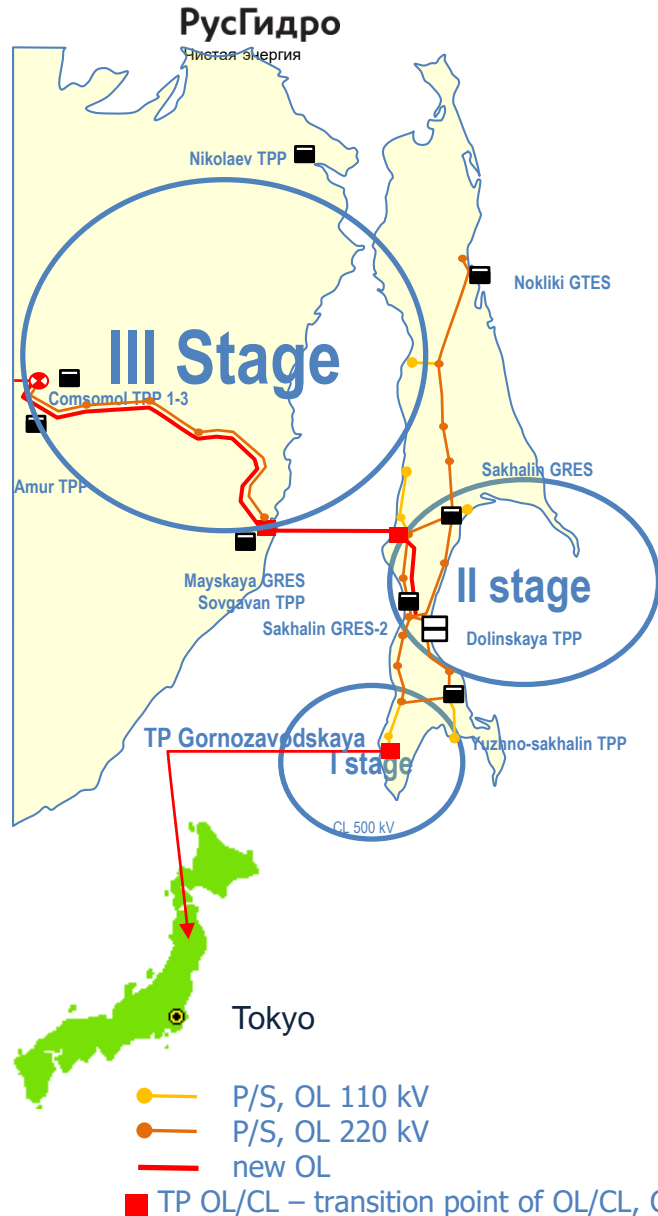 РусГидро
Чистая энергия
Nikolaev TPP
Nokliki GTES
III Stage
Comsomol TPP 1-3
Amur TPP
Sakhalin GRES
Mayskaya GRES
Sovgavan TPP
II stage
Sakhalin GRES-2
Dolinskaya TPP
TP Gornozavodskaya
Yuzhno-sakhalin TPP
I stage
CL 500 kV
Tokyo
P/S, OL 110 kV
P/S, OL 220 kV
new OL
TP OL/CL – transition point of OL/CL,